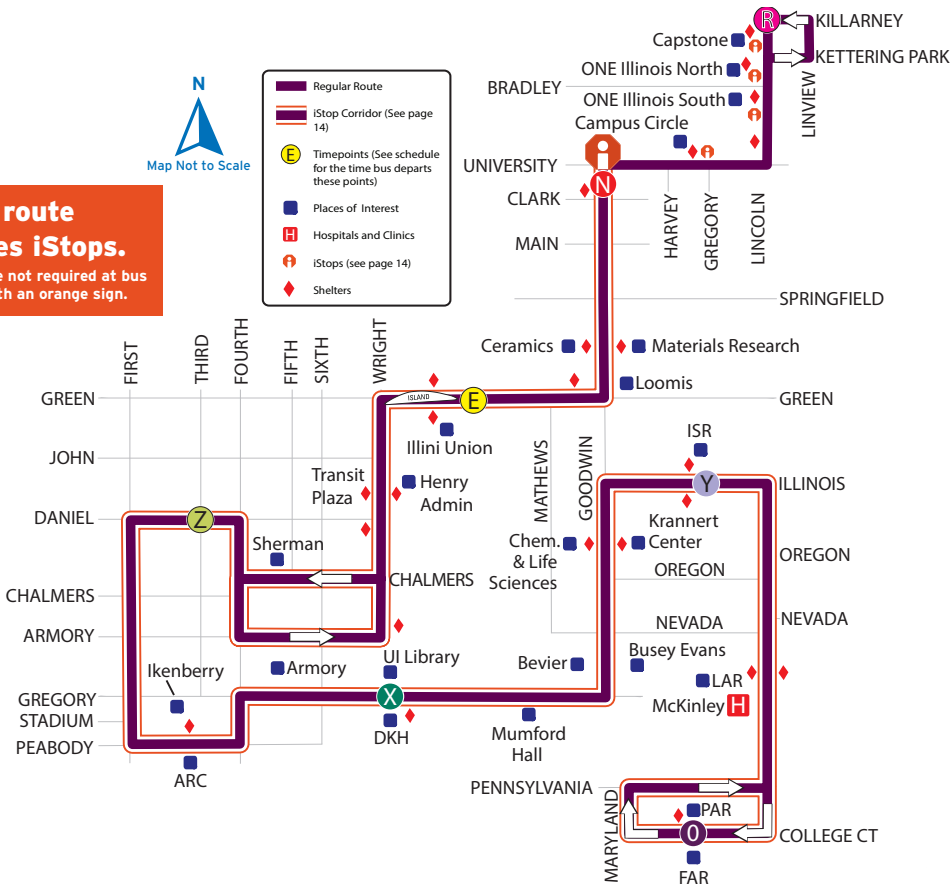 R
KILLARNEY
Capstone
KETTERING PARK
ONE Illinois North
BRADLEY
ONE Illinois South
LINVIEW
Campus Circle
UNIVERSITY
N
CLARK
HARVEY
GREGORY
LINCOLN
MAIN
SPRINGFIELD
N
Map Not to Scale
Regular Route
iStop Corridor (See page
14)
E
Timepoints (See schedule
for the time bus departs
these points)
Places of Interest
H
Hospitals and Clinics
iStops (see page 14)
Shelters
route
es iStops.
e not required at bus
th an orange sign.
Ceramics
Materials Research
Loomis
FIRST
THIRD
FOURTH
FIFTH
SIXTH
WRIGHT
GREEN
ISLAND
E
GREEN
Illini Union
ISR
JOHN
Transit
Plaza
Henry
Admin
MATHEWS
GOODWIN
Y
ILLINOIS
DANIEL
Z
Sherman
Chem.
& Life
Sciences
Krannert
Center
OREGON
OREGON
CHALMERS
CHALMERS
NEVADA
NEVADA
ARMORY
Ikenberry
Armory
UI Library
Bevier
Busey Evans
LAR
McKinley
H
GREGORY
X
STADIUM
PEABODY
DKH
Mumford
Hall
ARC
PENNSYLVANIA
MARYLAND
PAR
O
COLLEGE CT
FAR